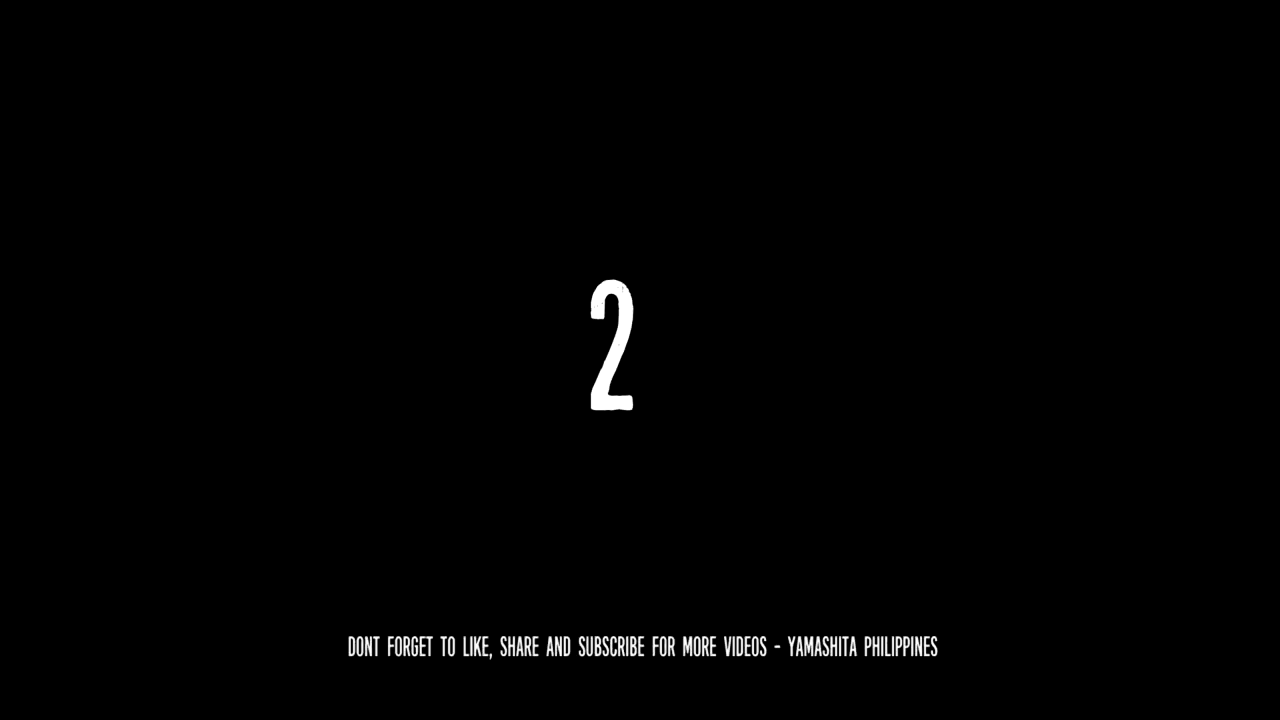 2
DONT FORGET TO LIKE, SHARE AND SUBSCRIBE FOR MORE VIDEOS - YAMASHITA PHILIPPINES